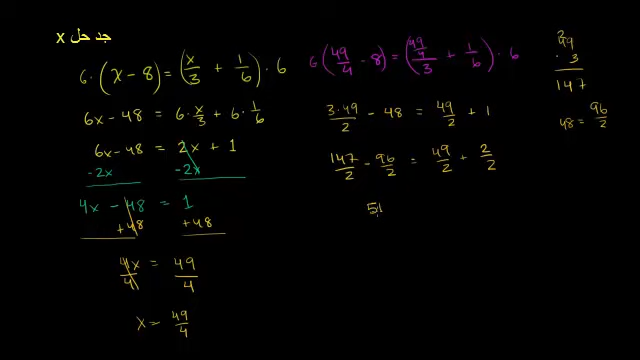 جد حل x
6 · (x - 8) = (x/3 + 1/6) · 6
6x - 48 = 6 · x/3 + 6 · 1/6
6x - 48 = 2x + 1
-2x -2x
4x - 48 = 1
+48 +48
4x/4 = 49/4
x = 49/4
6(49/4 - 8) = (49/4/3 + 1/6) · 6
3·49/2 - 48 = 49/2 + 1
147/2 - 96/2 = 49/2 + 2/2
51
2
49
· 3
147
48 = 96/2